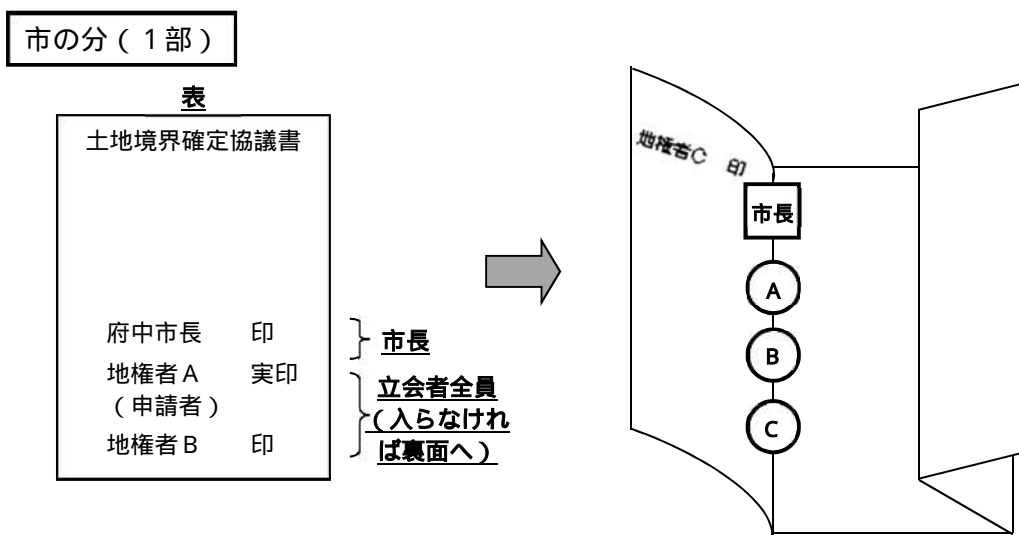 市の分(1部)
表
土地境界確定協議書
府中市長 印
地権者A 実印
(申請者)
地権者B 印
市長
立会者全員
(入らなけれ
ば裏面へ)
地権者C 印
市長
A
B
C